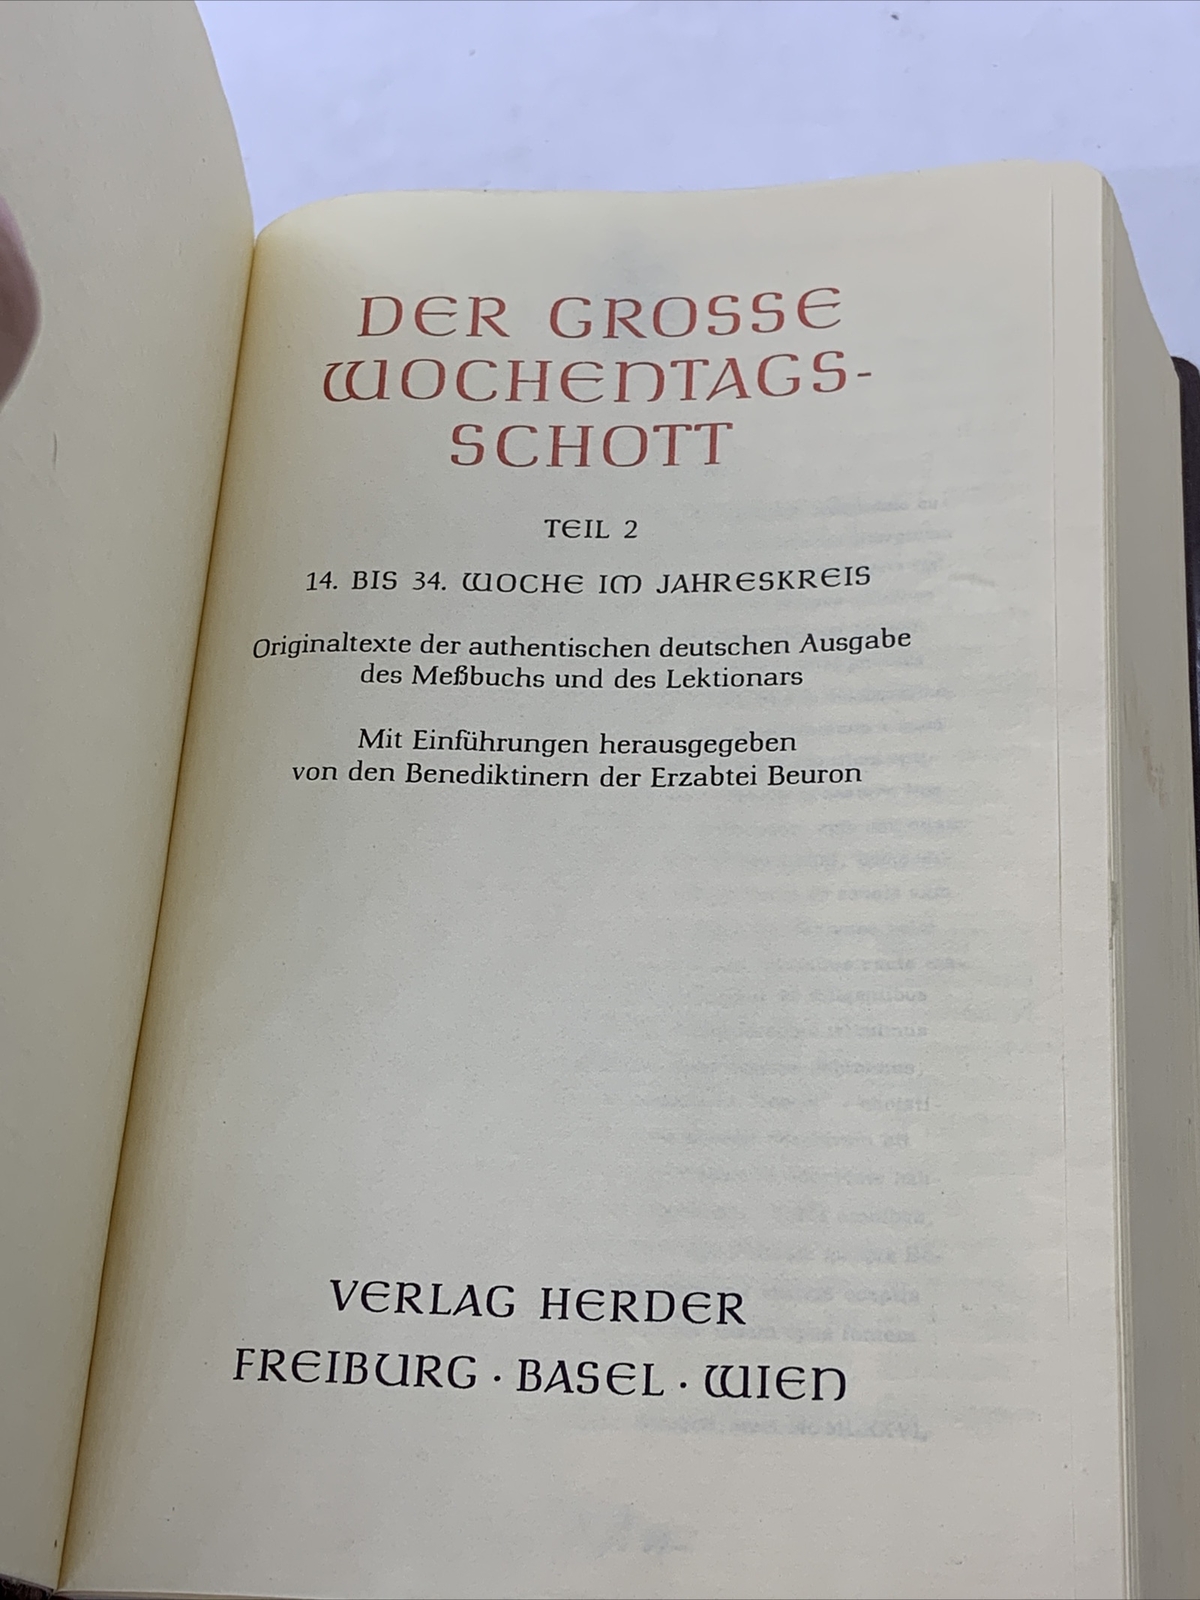 DER GROSSE
WOCHENTAGS-
SCHOTT
TEIL 2
14. BIS 34. WOCHE IM JAHRESKREIS
Originaltexte der authentischen deutschen Ausgabe
des Meßbuchs und des Lektionars
Mit Einführungen herausgegeben
von den Benediktinern der Erzabtei Beuron
VERLAG HERDER
FREIBURG · BASEL · WIEN